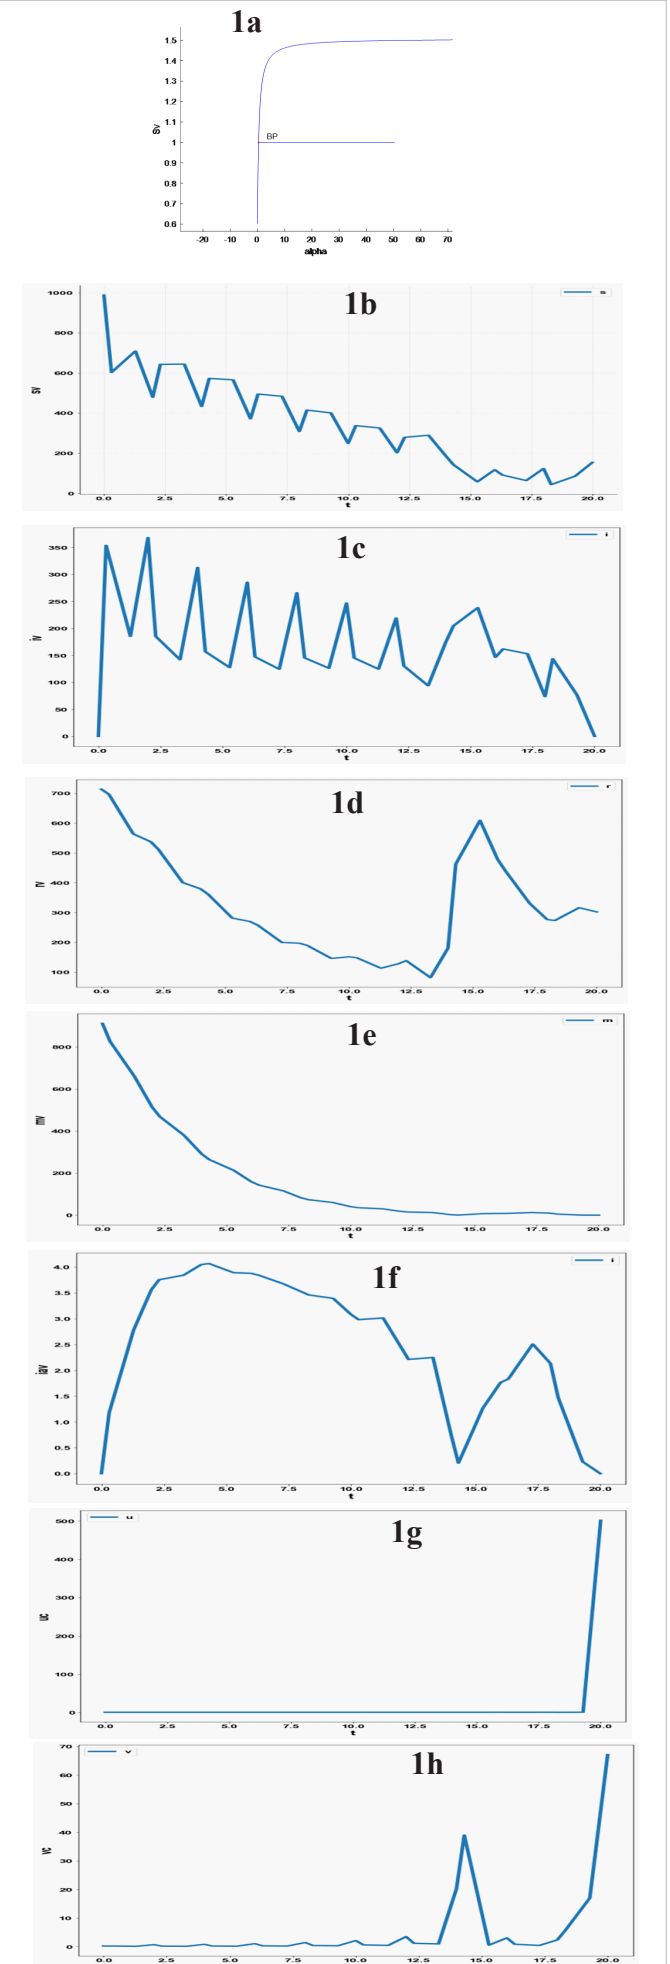 1a
1.5
1.4
1.3
1.2
1.1
1
0.9
0.8
0.7
0.6
Sv
BP
-20 -10 0 10 20 30 40 50 60 70
alpha
1b
s
1000
800
600
400
200
0
sv
0.0 2.5 5.0 7.5 10.0 12.5 15.0 17.5 20.0
t
1c
i
350
300
250
200
150
100
50
0
iv
0.0 2.5 5.0 7.5 10.0 12.5 15.0 17.5 20.0
t
1d
r
700
600
500
400
300
200
100
rv
0.0 2.5 5.0 7.5 10.0 12.5 15.0 17.5 20.0
t
1e
m
800
600
400
200
0
mv
0.0 2.5 5.0 7.5 10.0 12.5 15.0 17.5 20.0
t
1f
i
4.0
3.5
3.0
2.5
2.0
1.5
1.0
0.5
0.0
iav
0.0 2.5 5.0 7.5 10.0 12.5 15.0 17.5 20.0
t
1g
u
500
400
300
200
100
0
uc
0.0 2.5 5.0 7.5 10.0 12.5 15.0 17.5 20.0
t
1h
v
70
60
50
40
30
20
10
0
vc
0.0 2.5 5.0 7.5 10.0 12.5 15.0 17.5 20.0